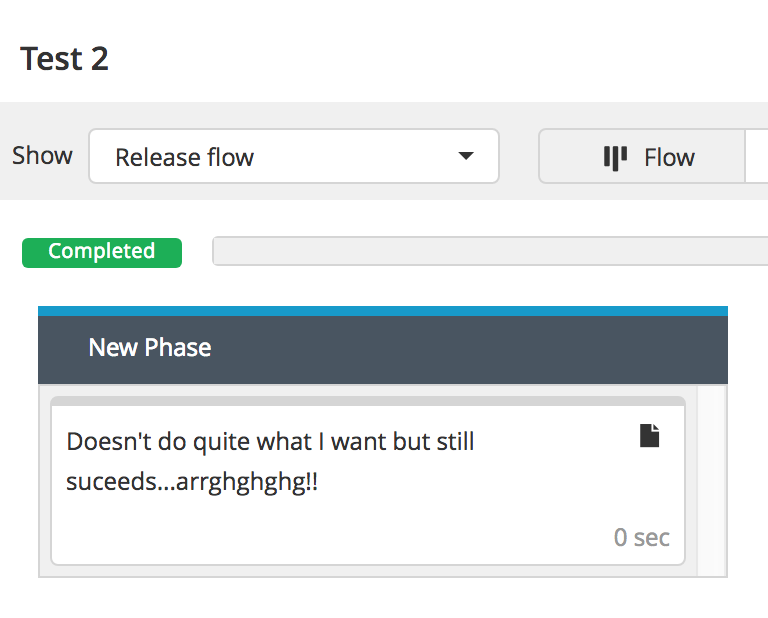 Test 2
Show
Release flow
Flow
Completed
New Phase
Doesn't do quite what I want but still
suceeds...arrghghghg!!
0 sec